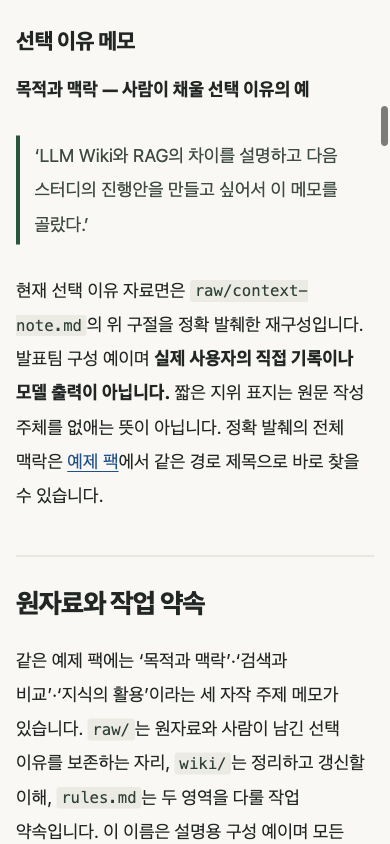 선택 이유 메모
목적과 맥락 — 사람이 채울 선택 이유의 예
‘LLM Wiki와 RAG의 차이를 설명하고 다음
스터디의 진행안을 만들고 싶어서 이 메모를
골랐다.’
현재 선택 이유 자료면은 raw/context-
note.md의 위 구절을 정확 발췌한 재구성입니다.
발표팀 구성 예이며 실제 사용자의 직접 기록이나
모델 출력이 아닙니다. 짧은 지위 표지는 원문 작성
주체를 없애는 뜻이 아닙니다. 정확 발췌의 전체
맥락은 예제 팩에서 같은 경로 제목으로 바로 찾을
수 있습니다.
원자료와 작업 약속
같은 예제 팩에는 ‘목적과 맥락’·‘검색과
비교’·‘지식의 활용’이라는 세 자작 주제 메모가
있습니다. raw/는 원자료와 사람이 남긴 선택
이유를 보존하는 자리, wiki/는 정리하고 갱신할
이해, rules.md는 두 영역을 다룰 작업
약속입니다. 이 이름은 설명용 구성 예이며 모든